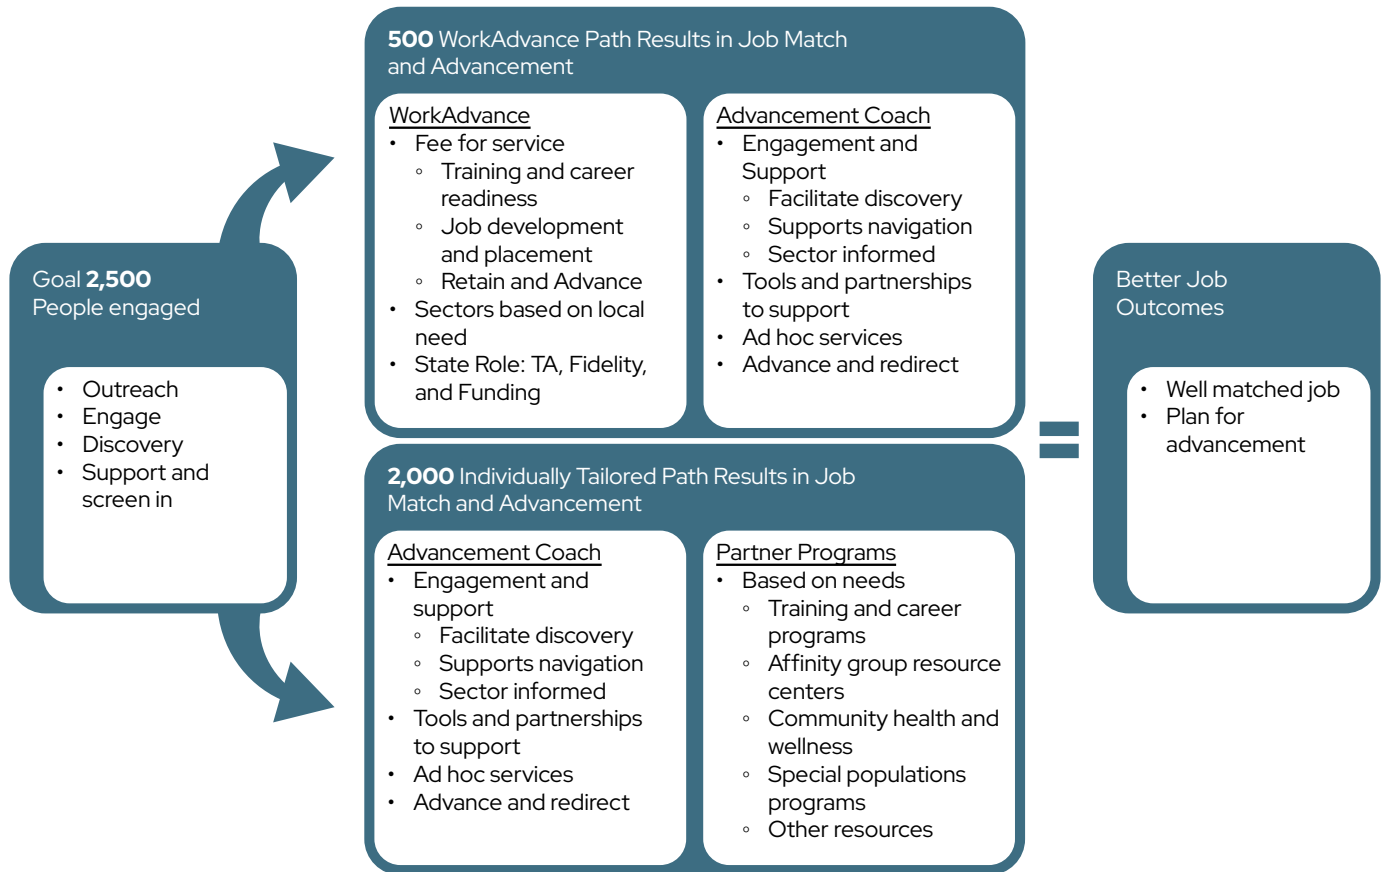 Goal 2,500
People engaged
• Outreach
• Engage
• Discovery
• Support and
screen in
500 WorkAdvance Path Results in Job Match
and Advancement
WorkAdvance
• Fee for service
◦ Training and career
readiness
◦ Job development
and placement
◦ Retain and Advance
• Sectors based on local
need
• State Role: TA, Fidelity,
and Funding
Advancement Coach
• Engagement and
Support
◦ Facilitate discovery
◦ Supports navigation
◦ Sector informed
• Tools and partnerships
to support
• Ad hoc services
• Advance and redirect
2,000 Individually Tailored Path Results in Job
Match and Advancement
Advancement Coach
• Engagement and
support
◦ Facilitate discovery
◦ Supports navigation
◦ Sector informed
• Tools and partnerships
to support
• Ad hoc services
• Advance and redirect
Partner Programs
• Based on needs
◦ Training and career
programs
◦ Affinity group resource
centers
◦ Community health and
wellness
◦ Special populations
programs
◦ Other resources
=
Better Job
Outcomes
• Well matched job
• Plan for
advancement